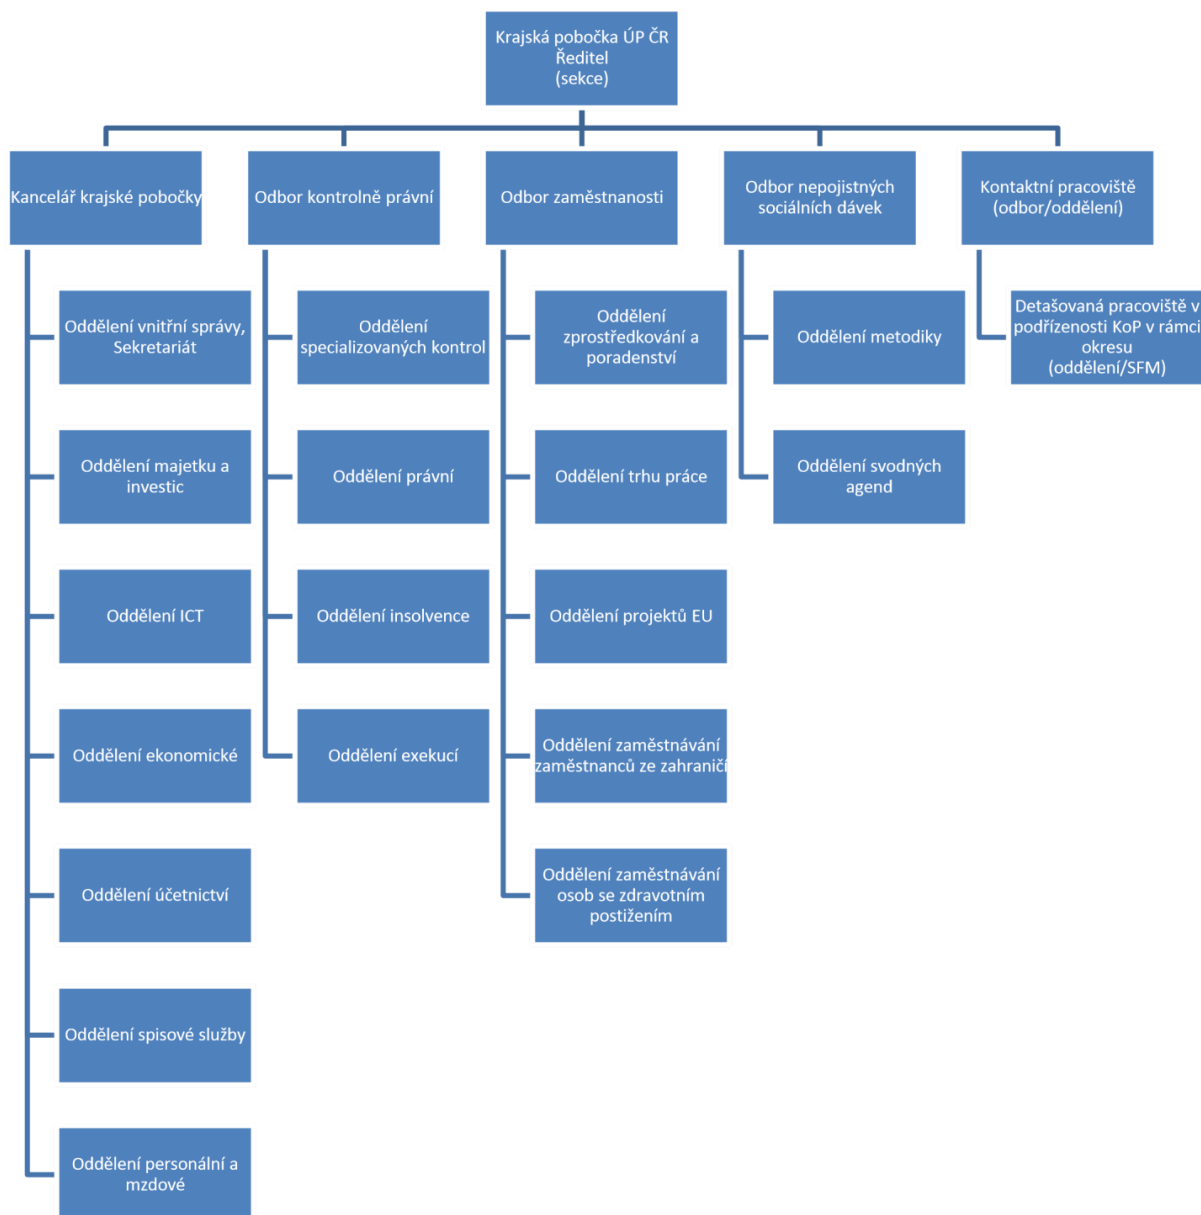 Krajská pobočka ÚP ČR
Ředitel
(sekce)
Kancelář krajské pobočky
Oddělení vnitřní správy,
Sekretariát
Oddělení majetku a
investic
Oddělení ICT
Oddělení ekonomické
Oddělení účetnictví
Oddělení spisové služby
Oddělení personální a
mzdové
Odbor kontrolně právní
Oddělení
specializovaných kontrol
Oddělení právní
Oddělení insolvence
Oddělení exekucí
Odbor zaměstnanosti
Oddělení
zprostředkování a
poradenství
Oddělení trhu práce
Oddělení projektů EU
Oddělení zaměstnávání
zaměstnanců ze zahraničí
Oddělení zaměstnávání
osob se zdravotním
postižením
Odbor nepojistných
sociálních dávek
Oddělení metodiky
Oddělení svodných
agend
Kontaktní pracoviště
(odbor/oddělení)
Detašovaná pracoviště v
podřízenosti KoP v rámci
okresu
(oddělení/SFM)